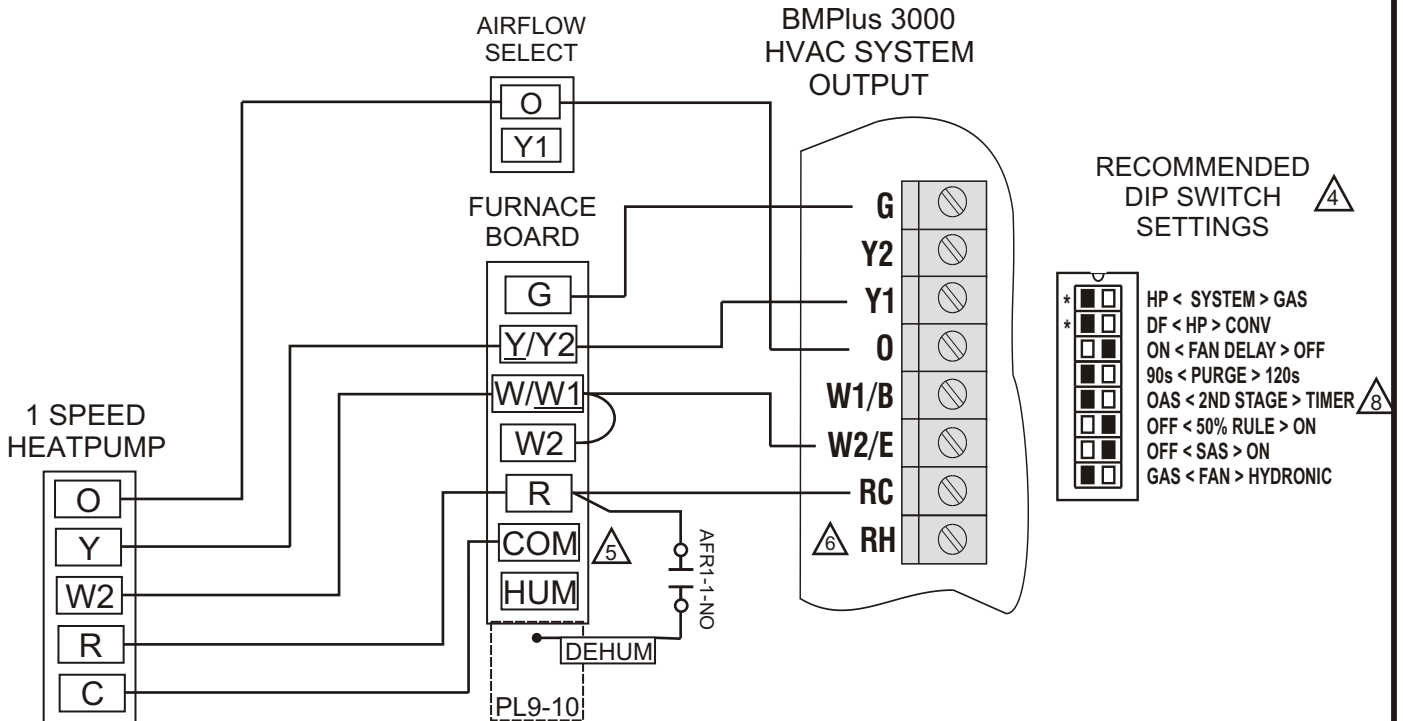 AIRFLOW
SELECT
O
Y1
BMPlus 3000
HVAC SYSTEM
OUTPUT
FURNACE
BOARD
G
Y/Y2
W/W1
W2
R
COM
5
HUM
DEHUM
PL9-10
AFR1-1-NO
1 SPEED
HEATPUMP
O
Y
W2
R
C
G
Y2
Y1
O
W1/B
W2/E
RC
6 RH
RECOMMENDED
DIP SWITCH
SETTINGS
4
* HP < SYSTEM > GAS
* DF < HP > CONV
ON < FAN DELAY > OFF
90s < PURGE > 120s
OAS < 2ND STAGE > TIMER 8
OFF < 50% RULE > ON
OFF < SAS > ON
GAS < FAN > HYDRONIC